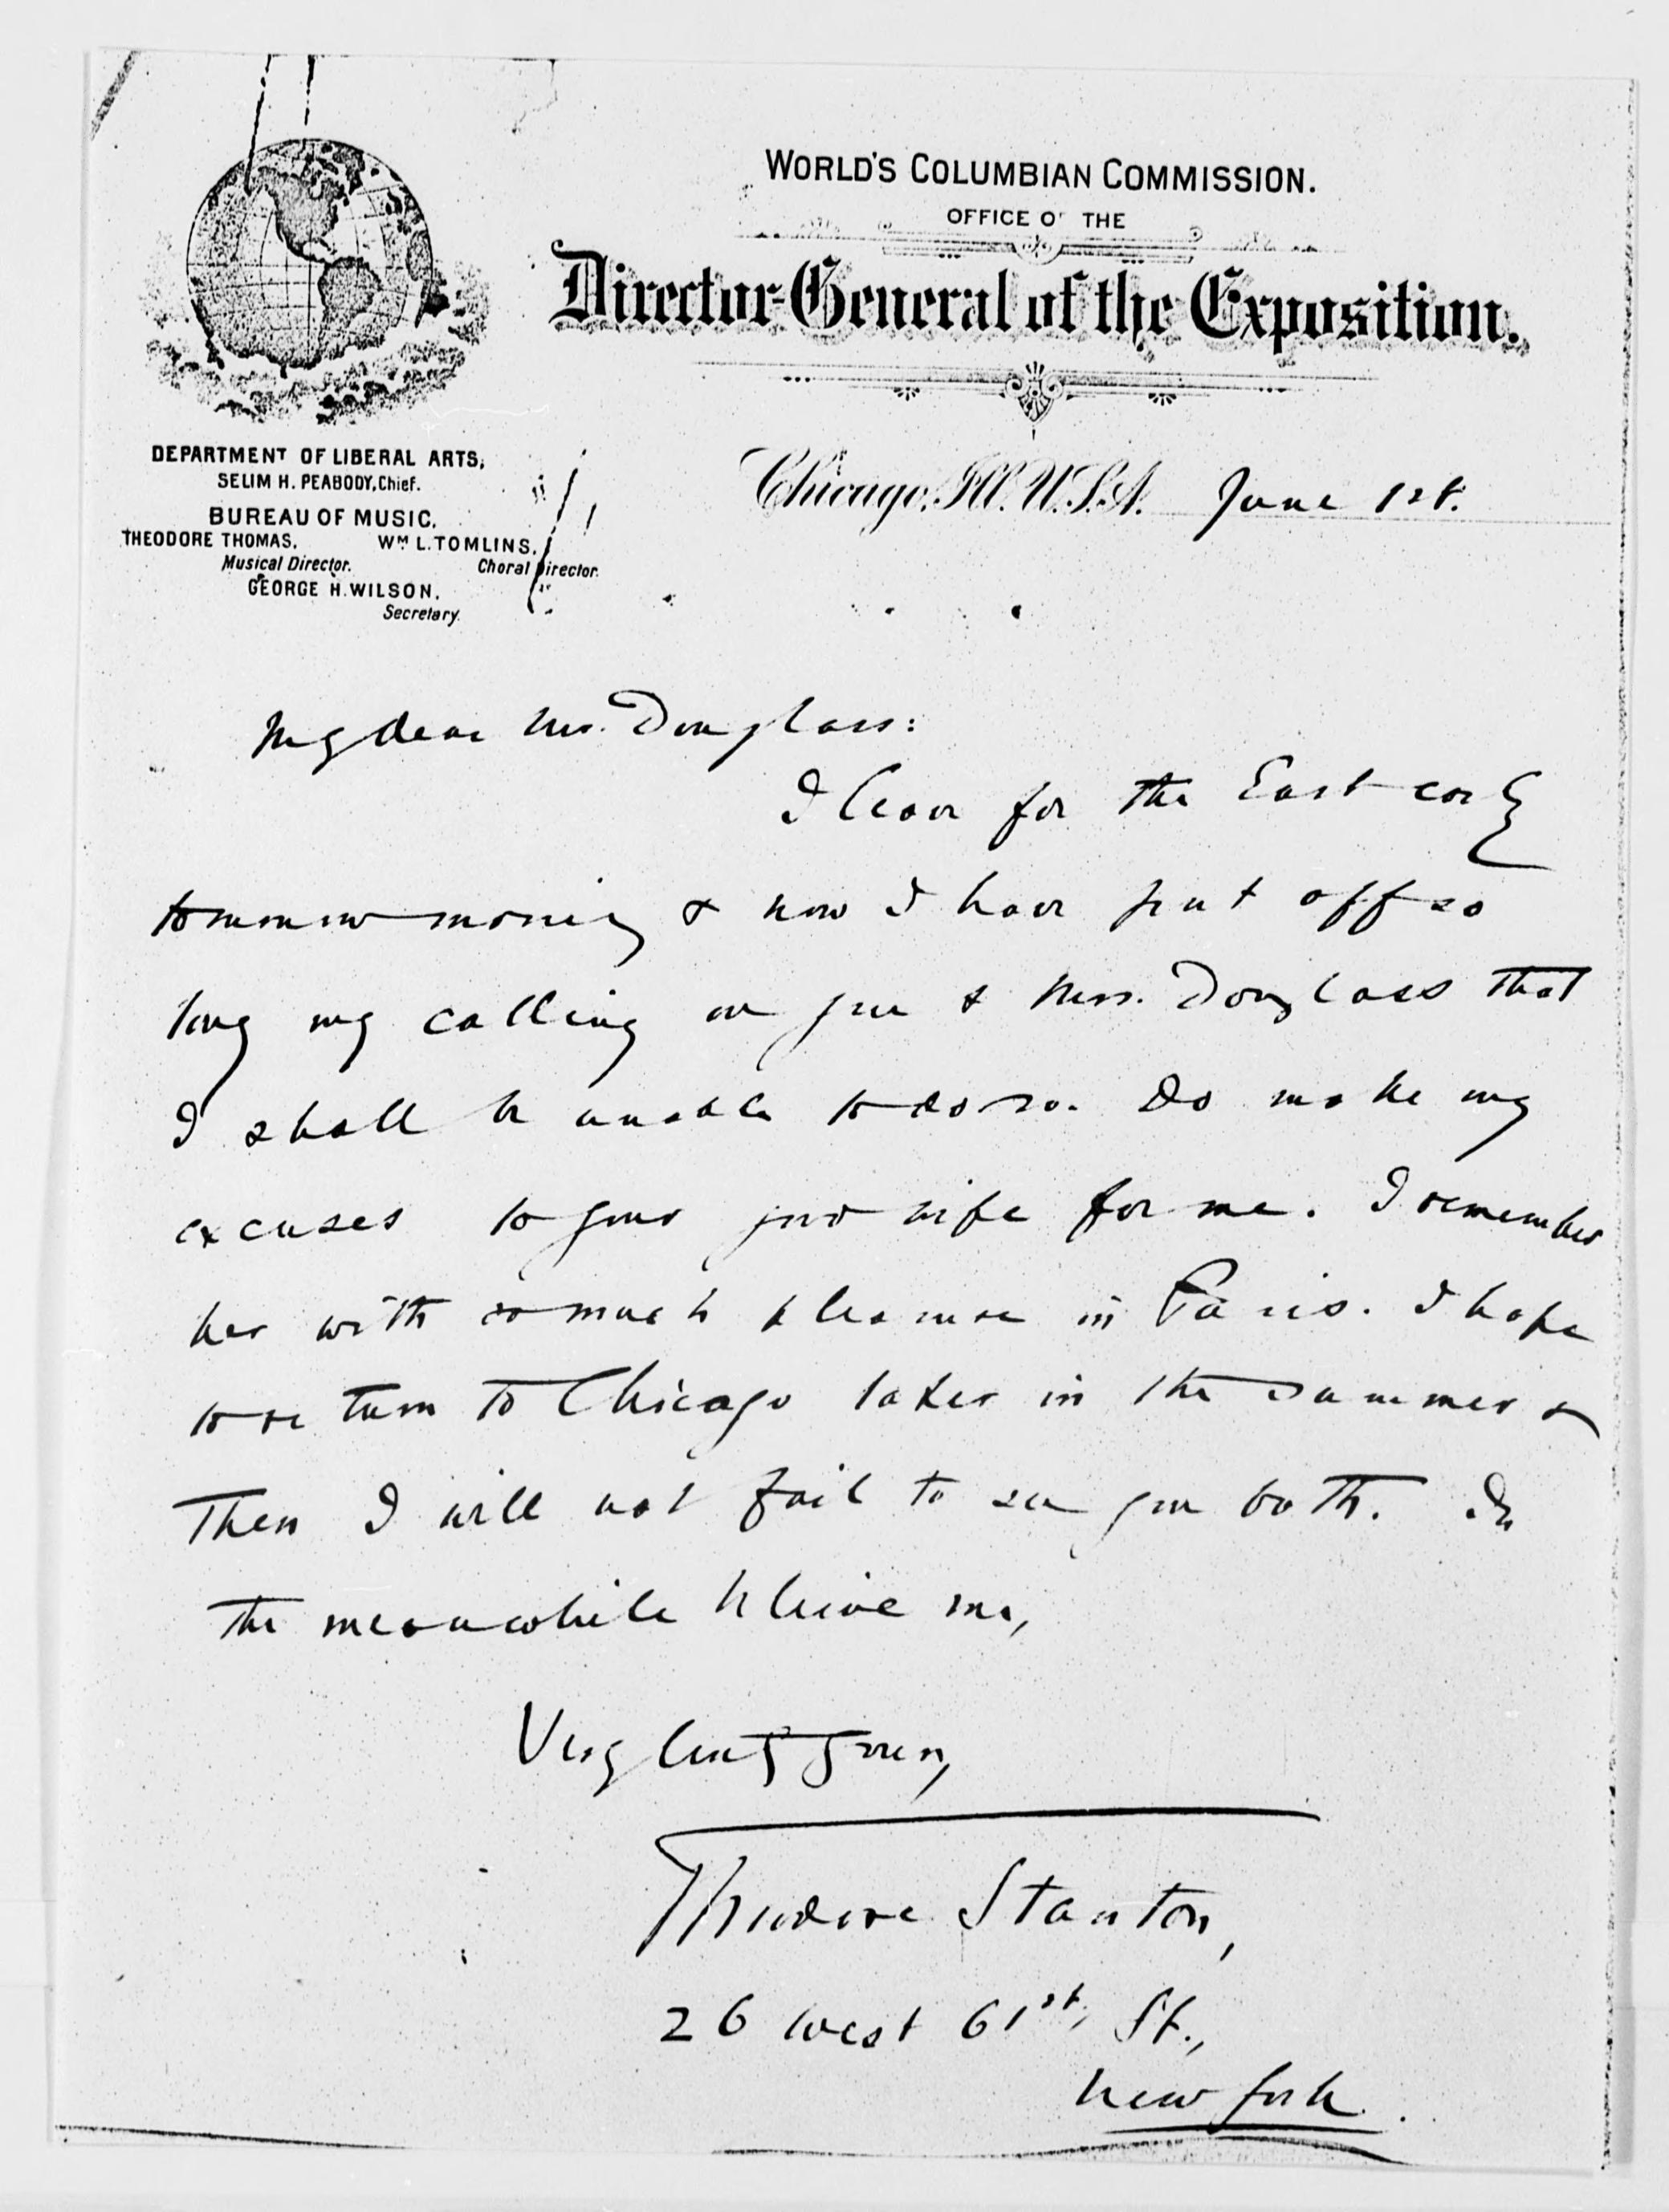 WORLD'S COLUMBIAN COMMISSION.
OFFICE OF THE
Director-General of the Exposition.
DEPARTMENT OF LIBERAL ARTS,
SELIM H. PEABODY, Chief.
BUREAU OF MUSIC.
THEODORE THOMAS, WM L. TOMLINS,
Musical Director. Choral Director.
GEORGE H. WILSON,
Secretary.
Chicago, Ill. U.S.A. June 1st.
My dear Mr. Douglass:
I leave for the East early
tomorrow morning & now I have put off so
long my calling on you & Mrs. Douglass that
I shall be unable to do so. Do make my
excuses to your good wife for me. I remember
her with so much pleasure in Paris. I hope
to return to Chicago later in the summer &
then I will not fail to see you both. In
the meanwhile believe me,
Very truly yours,
Theodore Stanton,
26 West 61st, St.,
New York.